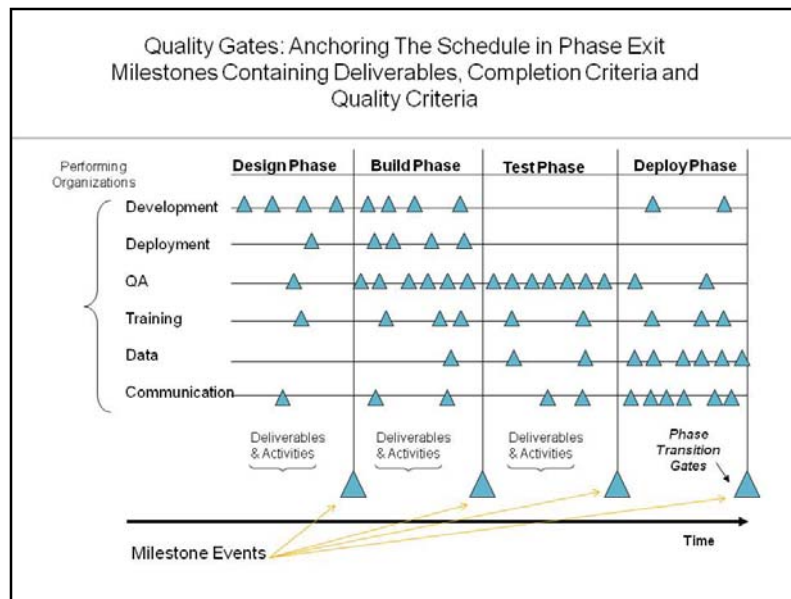 Quality Gates: Anchoring The Schedule in Phase Exit
Milestones Containing Deliverables, Completion Criteria and
Quality Criteria
Performing
Organizations
Design Phase
Build Phase
Test Phase
Deploy Phase
Development
Deployment
QA
Training
Data
Communication
Deliverables
& Activities
Deliverables
& Activities
Deliverables
& Activities
Phase
Transition
Gates
Time
Milestone Events